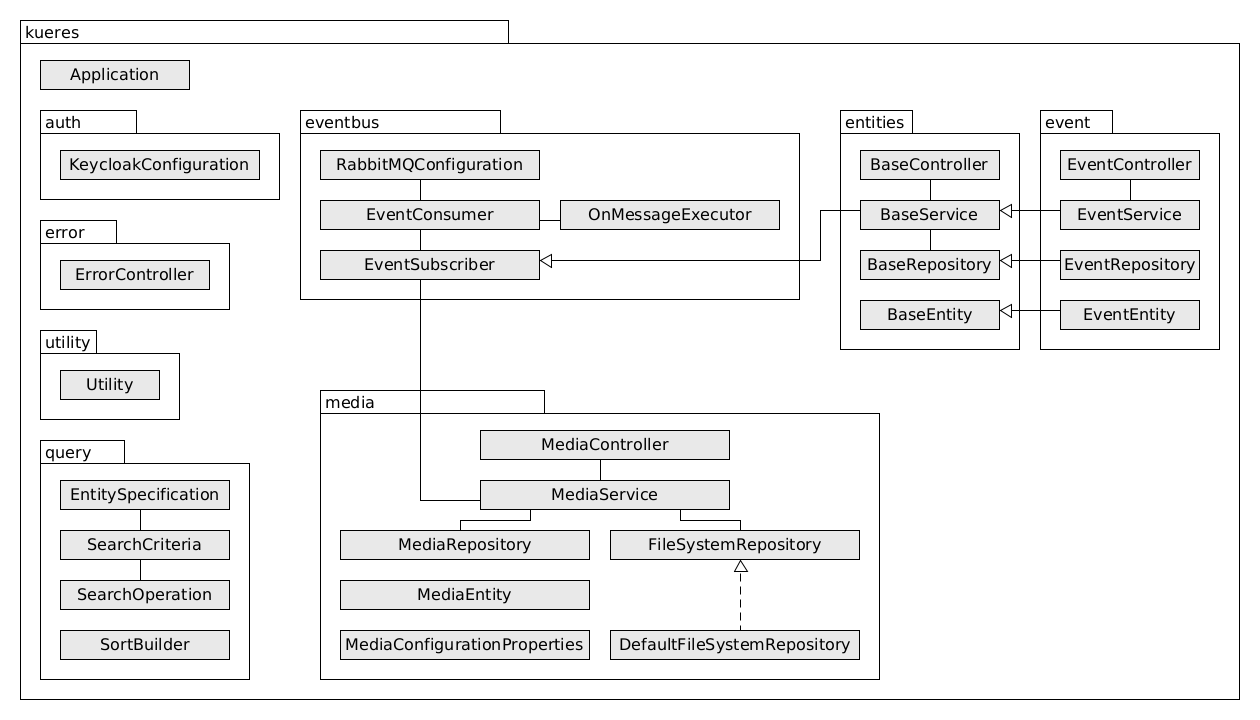 kueres
Application
auth
KeycloakConfiguration
error
ErrorController
utility
Utility
query
EntitySpecification
SearchCriteria
SearchOperation
SortBuilder
eventbus
RabbitMQConfiguration
EventConsumer
OnMessageExecutor
EventSubscriber
media
MediaController
MediaService
MediaRepository
FileSystemRepository
MediaEntity
MediaConfigurationProperties
DefaultFileSystemRepository
entities
BaseController
BaseService
BaseRepository
BaseEntity
event
EventController
EventService
EventRepository
EventEntity